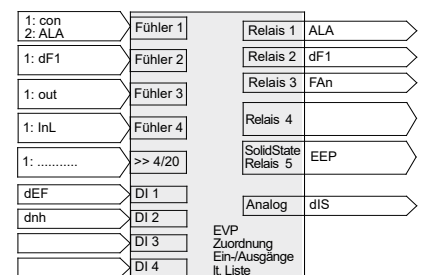 1: con
2: ALA
Fühler 1
Relais 1
ALA
1: dF1
Fühler 2
Relais 2
dF1
1: out
Fühler 3
Relais 3
FAn
1: InL
Fühler 4
Relais 4
1: ...........
>> 4/20
SolidState
Relais 5
EEP
dEF
DI 1
Analog
dIS
dnh
DI 2
DI 3
DI 4
EVP
Zuordnung
Ein-/Ausgänge
lt. Liste